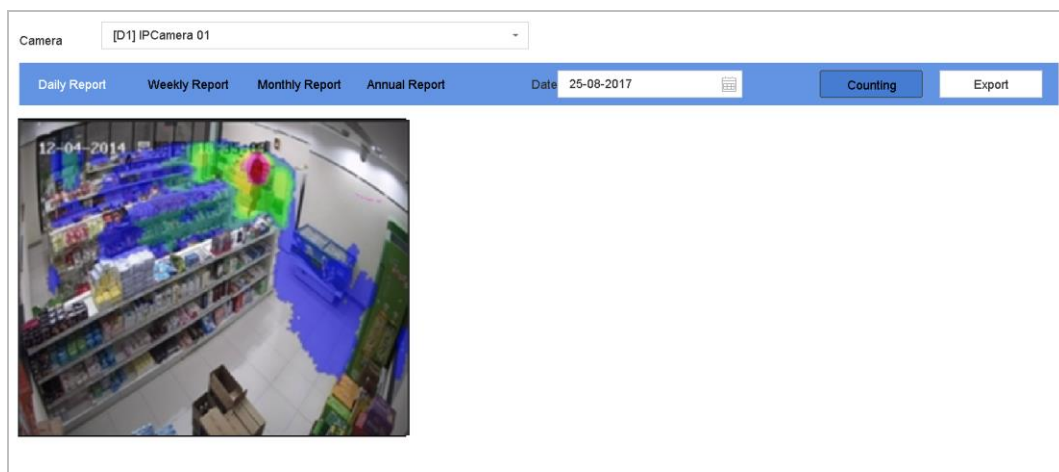 Camera [D1] IPCamera 01
Daily Report Weekly Report Monthly Report Annual Report Date 25-08-2017 Counting Export
12-04-2014